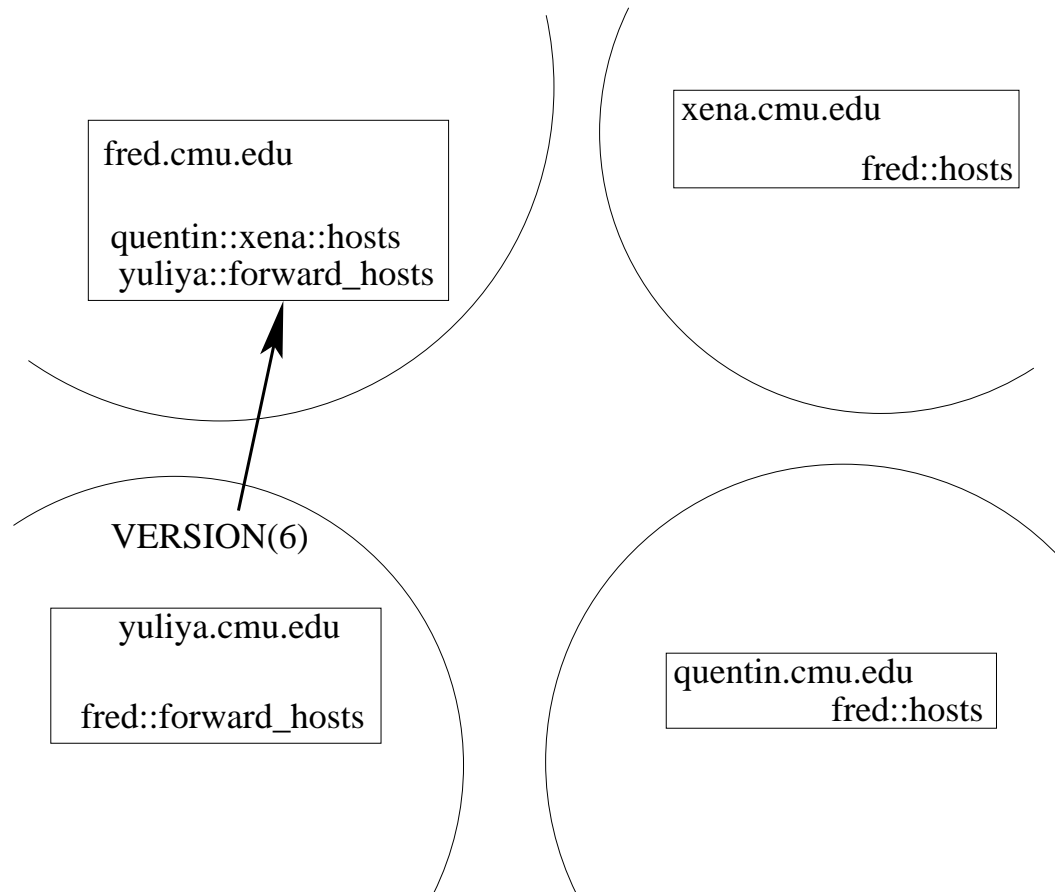 fred.cmu.edu
quentin::xena::hosts
yuliya::forward_hosts
xena.cmu.edu
fred::hosts
VERSION(6)
yuliya.cmu.edu
fred::forward_hosts
quentin.cmu.edu
fred::hosts